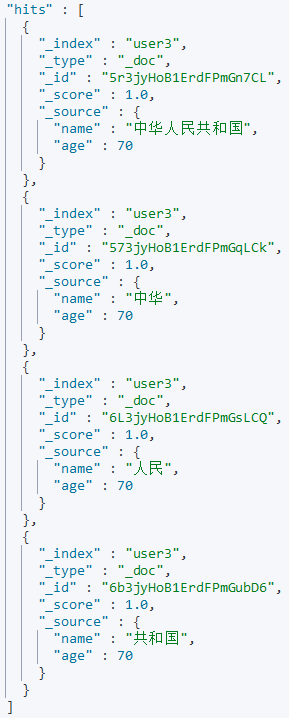 "hits" : [
{
"_index" : "user3",
"_type" : "_doc",
"_id" : "5r3jyHoB1ErdFPmGn7CL",
"_score" : 1.0,
"_source" : {
"name" : "中华人民共和国",
"age" : 70
}
},
{
"_index" : "user3",
"_type" : "_doc",
"_id" : "573jyHoB1ErdFPmGqLCk",
"_score" : 1.0,
"_source" : {
"name" : "中华",
"age" : 70
}
},
{
"_index" : "user3",
"_type" : "_doc",
"_id" : "6L3jyHoB1ErdFPmGsLCQ",
"_score" : 1.0,
"_source" : {
"name" : "人民",
"age" : 70
}
},
{
"_index" : "user3",
"_type" : "_doc",
"_id" : "6b3jyHoB1ErdFPmGubD6",
"_score" : 1.0,
"_source" : {
"name" : "共和国",
"age" : 70
}
}
]